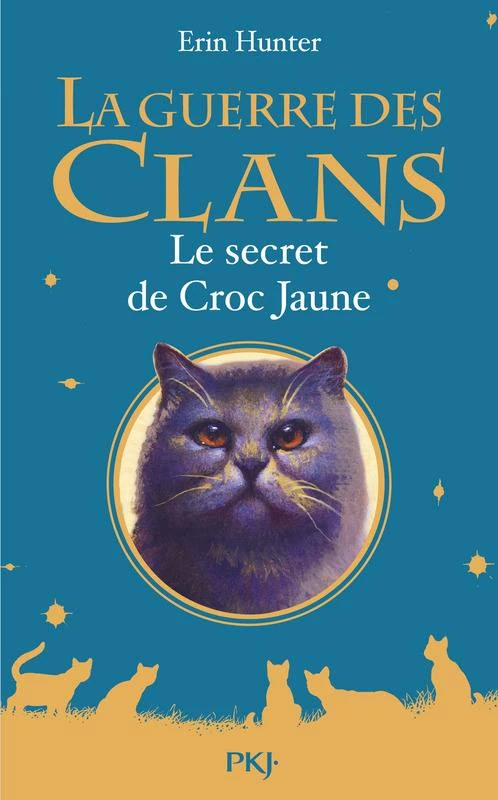 Erin Hunter
LA GUERRE DES
CLANS
Le secret
de Croc Jaune
PKJ.